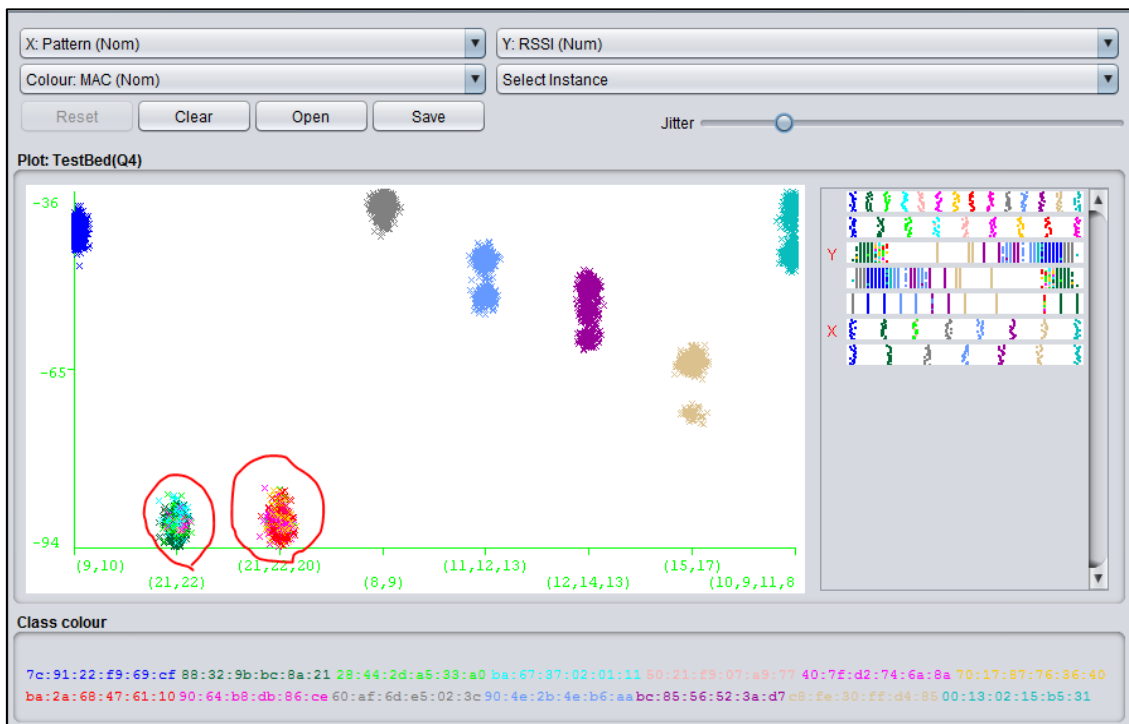 X: Pattern (Nom)
Y: RSSI (Num)
Colour: MAC (Nom)
Select Instance
Reset Clear Open Save Jitter
Plot: TestBed(Q4)
-36
-65
-94
(9,10) (21,22,20) (11,12,13) (15,17)
(21,22) (8,9) (12,14,13) (10,9,11,8
Y
X
Class colour
7c:91:22:f9:69:cf 88:32:9b:bc:8a:21 28:44:2d:a5:33:a0 ba:67:37:02:01:11 50:21:f9:07:a9:77 40:7f:d2:74:6a:8a 70:17:87:76:36:40
ba:2a:68:47:61:10 90:64:b8:db:86:ce 60:af:6d:e5:02:3c 90:4e:2b:4e:b6:aa bc:85:56:52:3a:d7 c8:fe:30:ff:d4:85 00:13:02:15:b5:31